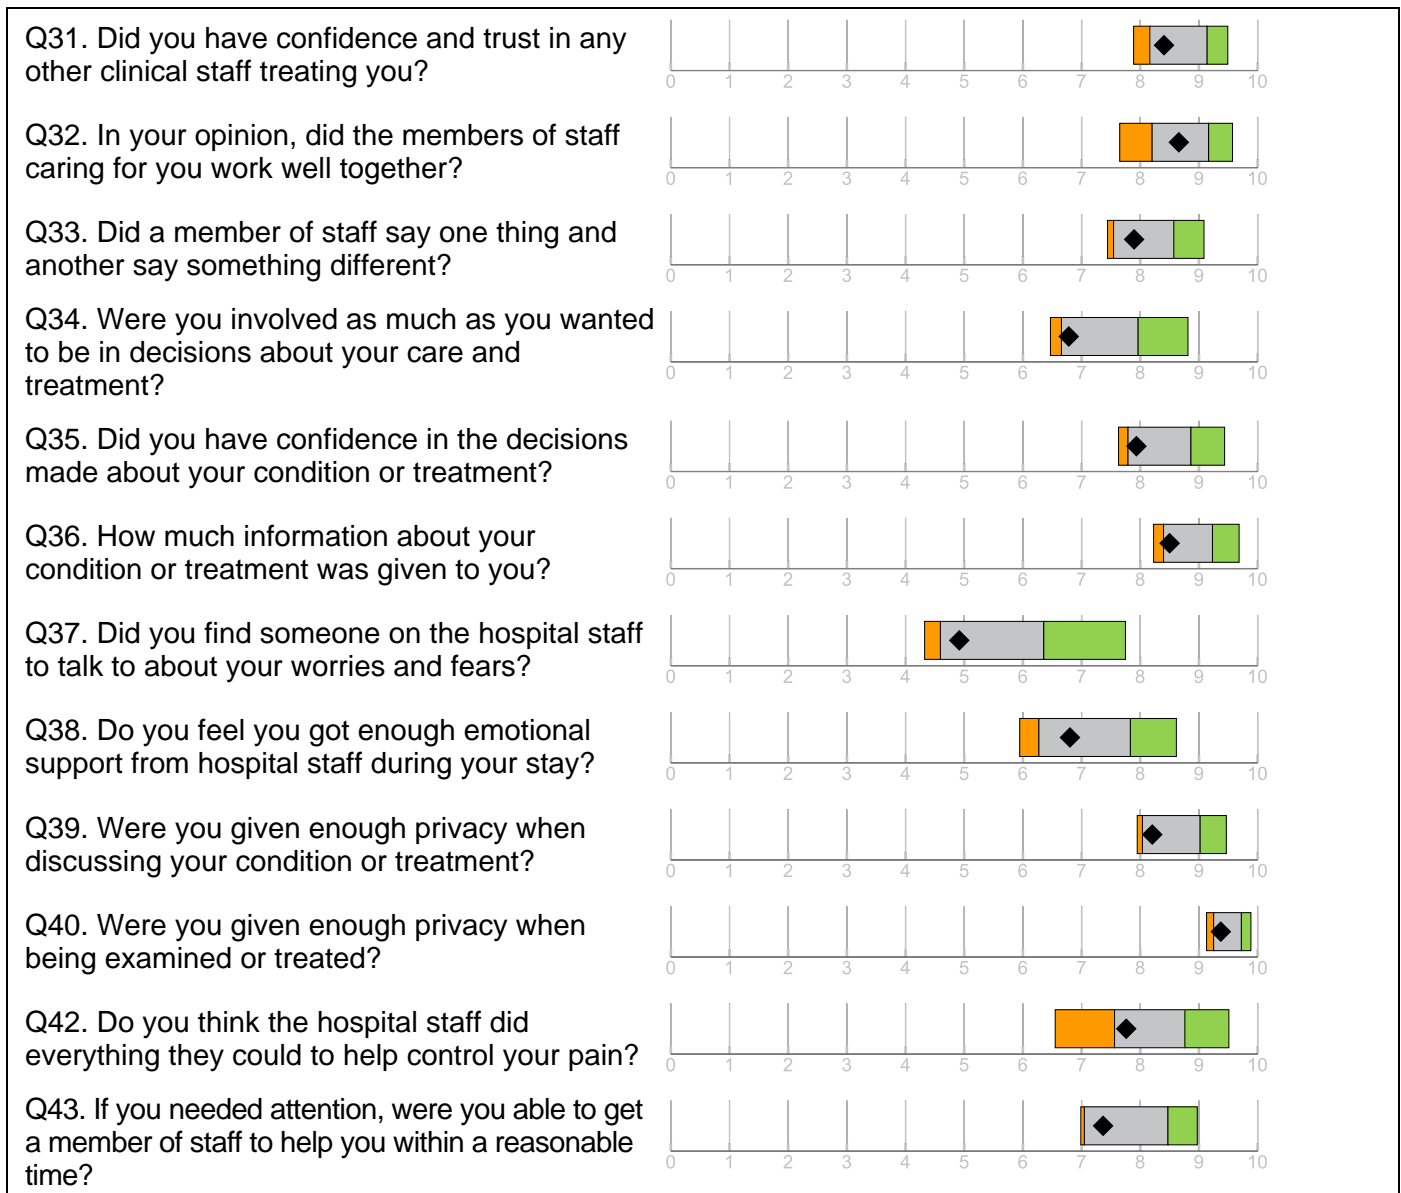 Q31. Did you have confidence and trust in any
other clinical staff treating you?
0 1 2 3 4 5 6 7 8 9 10
Q32. In your opinion, did the members of staff
caring for you work well together?
0 1 2 3 4 5 6 7 8 9 10
Q33. Did a member of staff say one thing and
another say something different?
0 1 2 3 4 5 6 7 8 9 10
Q34. Were you involved as much as you wanted
to be in decisions about your care and
treatment?
0 1 2 3 4 5 6 7 8 9 10
Q35. Did you have confidence in the decisions
made about your condition or treatment?
0 1 2 3 4 5 6 7 8 9 10
Q36. How much information about your
condition or treatment was given to you?
0 1 2 3 4 5 6 7 8 9 10
Q37. Did you find someone on the hospital staff
to talk to about your worries and fears?
0 1 2 3 4 5 6 7 8 9 10
Q38. Do you feel you got enough emotional
support from hospital staff during your stay?
0 1 2 3 4 5 6 7 8 9 10
Q39. Were you given enough privacy when
discussing your condition or treatment?
0 1 2 3 4 5 6 7 8 9 10
Q40. Were you given enough privacy when
being examined or treated?
0 1 2 3 4 5 6 7 8 9 10
Q42. Do you think the hospital staff did
everything they could to help control your pain?
0 1 2 3 4 5 6 7 8 9 10
Q43. If you needed attention, were you able to get
a member of staff to help you within a reasonable
time?
0 1 2 3 4 5 6 7 8 9 10